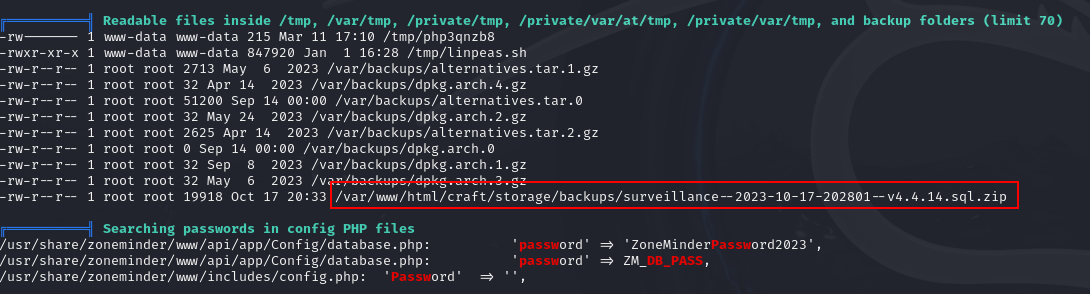 Readable files inside /tmp, /var/tmp, /private/tmp, /private/var/at/tmp, /private/var/tmp, and backup folders (limit 70)
-rw------- 1 www-data www-data 215 Mar 11 17:10 /tmp/php3qnzb8
-rwxr-xr-x 1 www-data www-data 847920 Jan  1 16:28 /tmp/linpeas.sh
-rw-r--r-- 1 root root 2713 May  6  2023 /var/backups/alternatives.tar.1.gz
-rw-r--r-- 1 root root 32 Apr 14  2023 /var/backups/dpkg.arch.4.gz
-rw-r--r-- 1 root root 51200 Sep 14 00:00 /var/backups/alternatives.tar.0
-rw-r--r-- 1 root root 32 May 24  2023 /var/backups/dpkg.arch.2.gz
-rw-r--r-- 1 root root 2625 Apr 14  2023 /var/backups/alternatives.tar.2.gz
-rw-r--r-- 1 root root 0 Sep 14 00:00 /var/backups/dpkg.arch.0
-rw-r--r-- 1 root root 32 Sep  8  2023 /var/backups/dpkg.arch.1.gz
-rw-r--r-- 1 root root 32 May  6  2023 /var/backups/dpkg.arch.3.gz
-rw-r--r-- 1 root root 19918 Oct 17 20:33 /var/www/html/craft/storage/backups/surveillance--2023-10-17-202801--v4.4.14.sql.zip
Searching passwords in config PHP files
/usr/share/zoneminder/www/api/app/Config/database.php:          'password' => 'ZoneMinderPassword2023',
/usr/share/zoneminder/www/api/app/Config/database.php:          'password' => ZM_DB_PASS,
/usr/share/zoneminder/www/includes/config.php:  'Password'  => '',